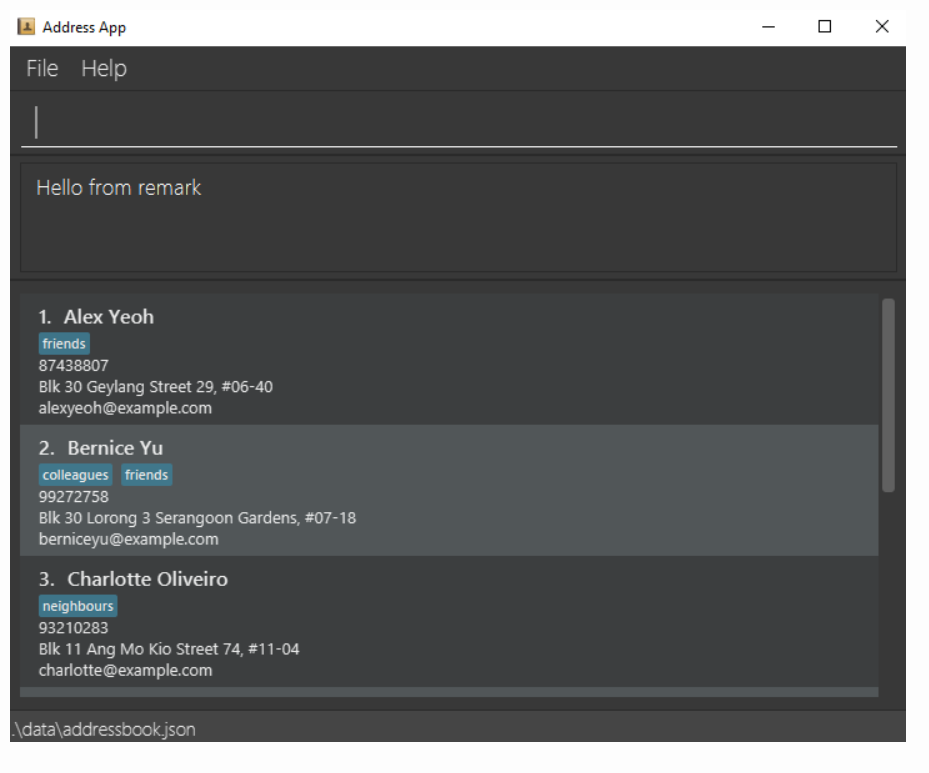 Address App
File Help
Hello from remark
1. Alex Yeoh
friends
87438807
Blk 30 Geylang Street 29, #06-40
alexyeoh@example.com
2. Bernice Yu
colleagues friends
99272758
Blk 30 Lorong 3 Serangoon Gardens, #07-18
berniceyu@example.com
3. Charlotte Oliveiro
neighbours
93210283
Blk 11 Ang Mo Kio Street 74, #11-04
charlotte@example.com
.\data\addressbook.json